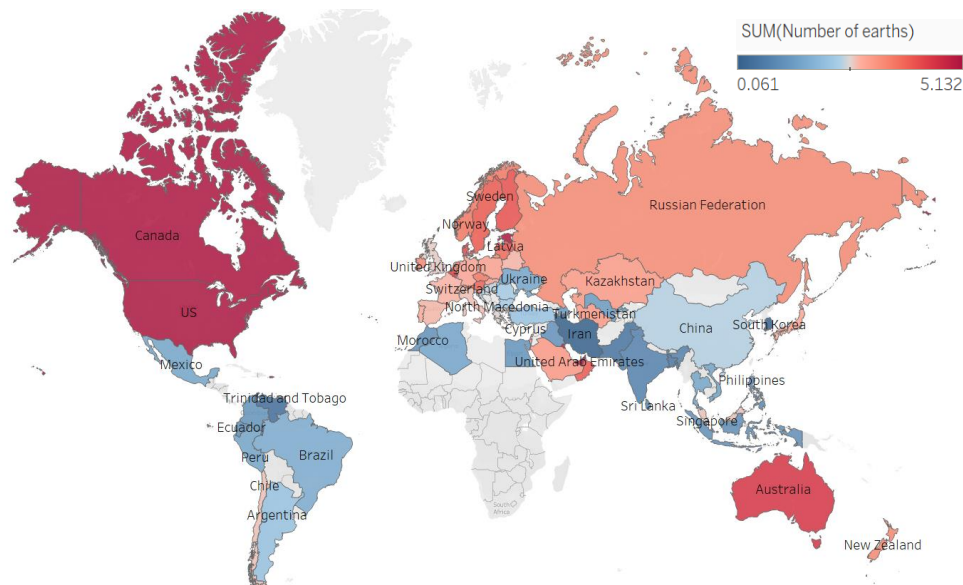 SUM(Number of earths)
0.061 5.132
Canada
US
Mexico
Trinidad and Tobago
Ecuador
Peru
Brazil
Chile
Argentina
Sweden
Norway
Latvia
United Kingdom
Switzerland
Ukraine
North Macedonia
Cyprus
Morocco
Russian Federation
Kazakhstan
Turkmenistan
Iran
United Arab Emirates
China
South Korea
Sri Lanka
Philippines
Singapore
South
Africa
Australia
New Zealand